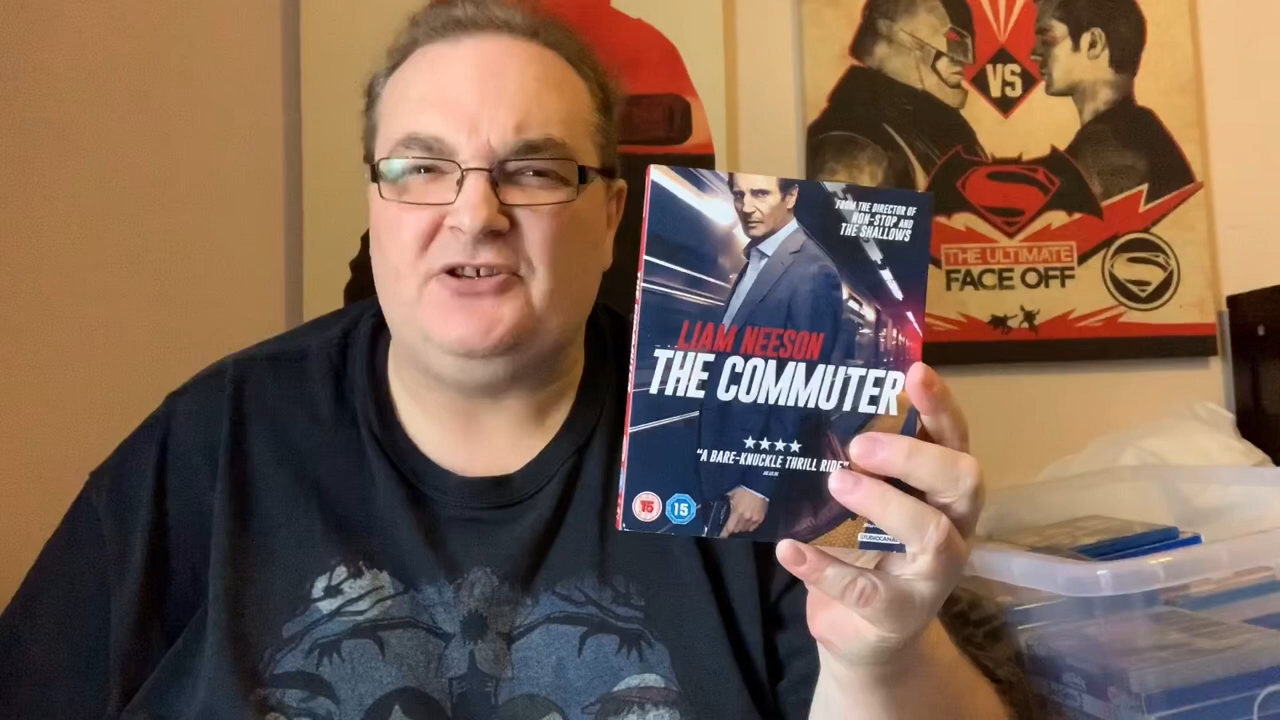 VS
THE ULTIMATE
FACE OFF
FROM THE DIRECTOR OF
NON-STOP AND
THE SHALLOWS
LIAM NEESON
THE COMMUTER
"A BARE-KNUCKLE THRILL RIDE"
15
15
STUDIOCANAL